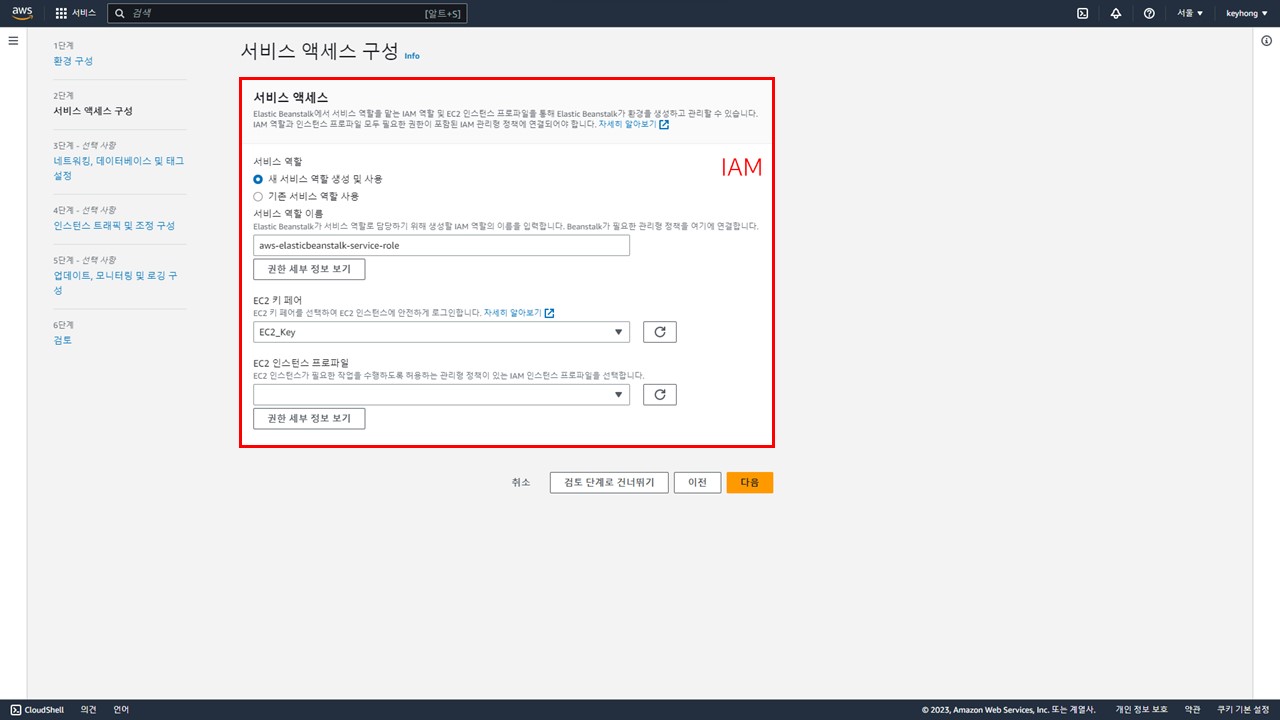 aws
서비스
검색
[알트+S]
서울 ▼
keyhong ▼
1단계
환경 구성
2단계
서비스 액세스 구성
3단계 - 선택 사항
네트워킹, 데이터베이스 및 태그
설정
4단계 - 선택 사항
인스턴스 트래픽 및 조정 구성
5단계 - 선택 사항
업데이트, 모니터링 및 로깅 구
성
6단계
검토
서비스 액세스 구성 Info
서비스 액세스
Elastic Beanstalk에서 서비스 역할을 맡는 IAM 역할 및 EC2 인스턴스 프로파일을 통해 Elastic Beanstalk가 환경을 생성하고 관리할 수 있습니다.
IAM 역할과 인스턴스 프로파일 모두 필요한 권한이 포함된 IAM 관리형 정책에 연결되어야 합니다. 자세히 알아보기
IAM
서비스 역할
새 서비스 역할 생성 및 사용
기존 서비스 역할 사용
서비스 역할 이름
Elastic Beanstalk가 서비스 역할로 담당하기 위해 생성할 IAM 역할의 이름을 입력합니다. Beanstalk가 필요한 관리형 정책을 여기에 연결합니다.
aws-elasticbeanstalk-service-role
권한 세부 정보 보기
EC2 키 페어
EC2 키 페어를 선택하여 EC2 인스턴스에 안전하게 로그인합니다. 자세히 알아보기
EC2_Key
EC2 인스턴스 프로파일
EC2 인스턴스가 필요한 작업을 수행하도록 허용하는 관리형 정책이 있는 IAM 인스턴스 프로파일을 선택합니다.
권한 세부 정보 보기
취소
검토 단계로 건너뛰기
이전
다음
CloudShell
의견
언어
© 2023, Amazon Web Services, Inc. 또는 계열사.
개인 정보 보호
약관
쿠키 기본 설정